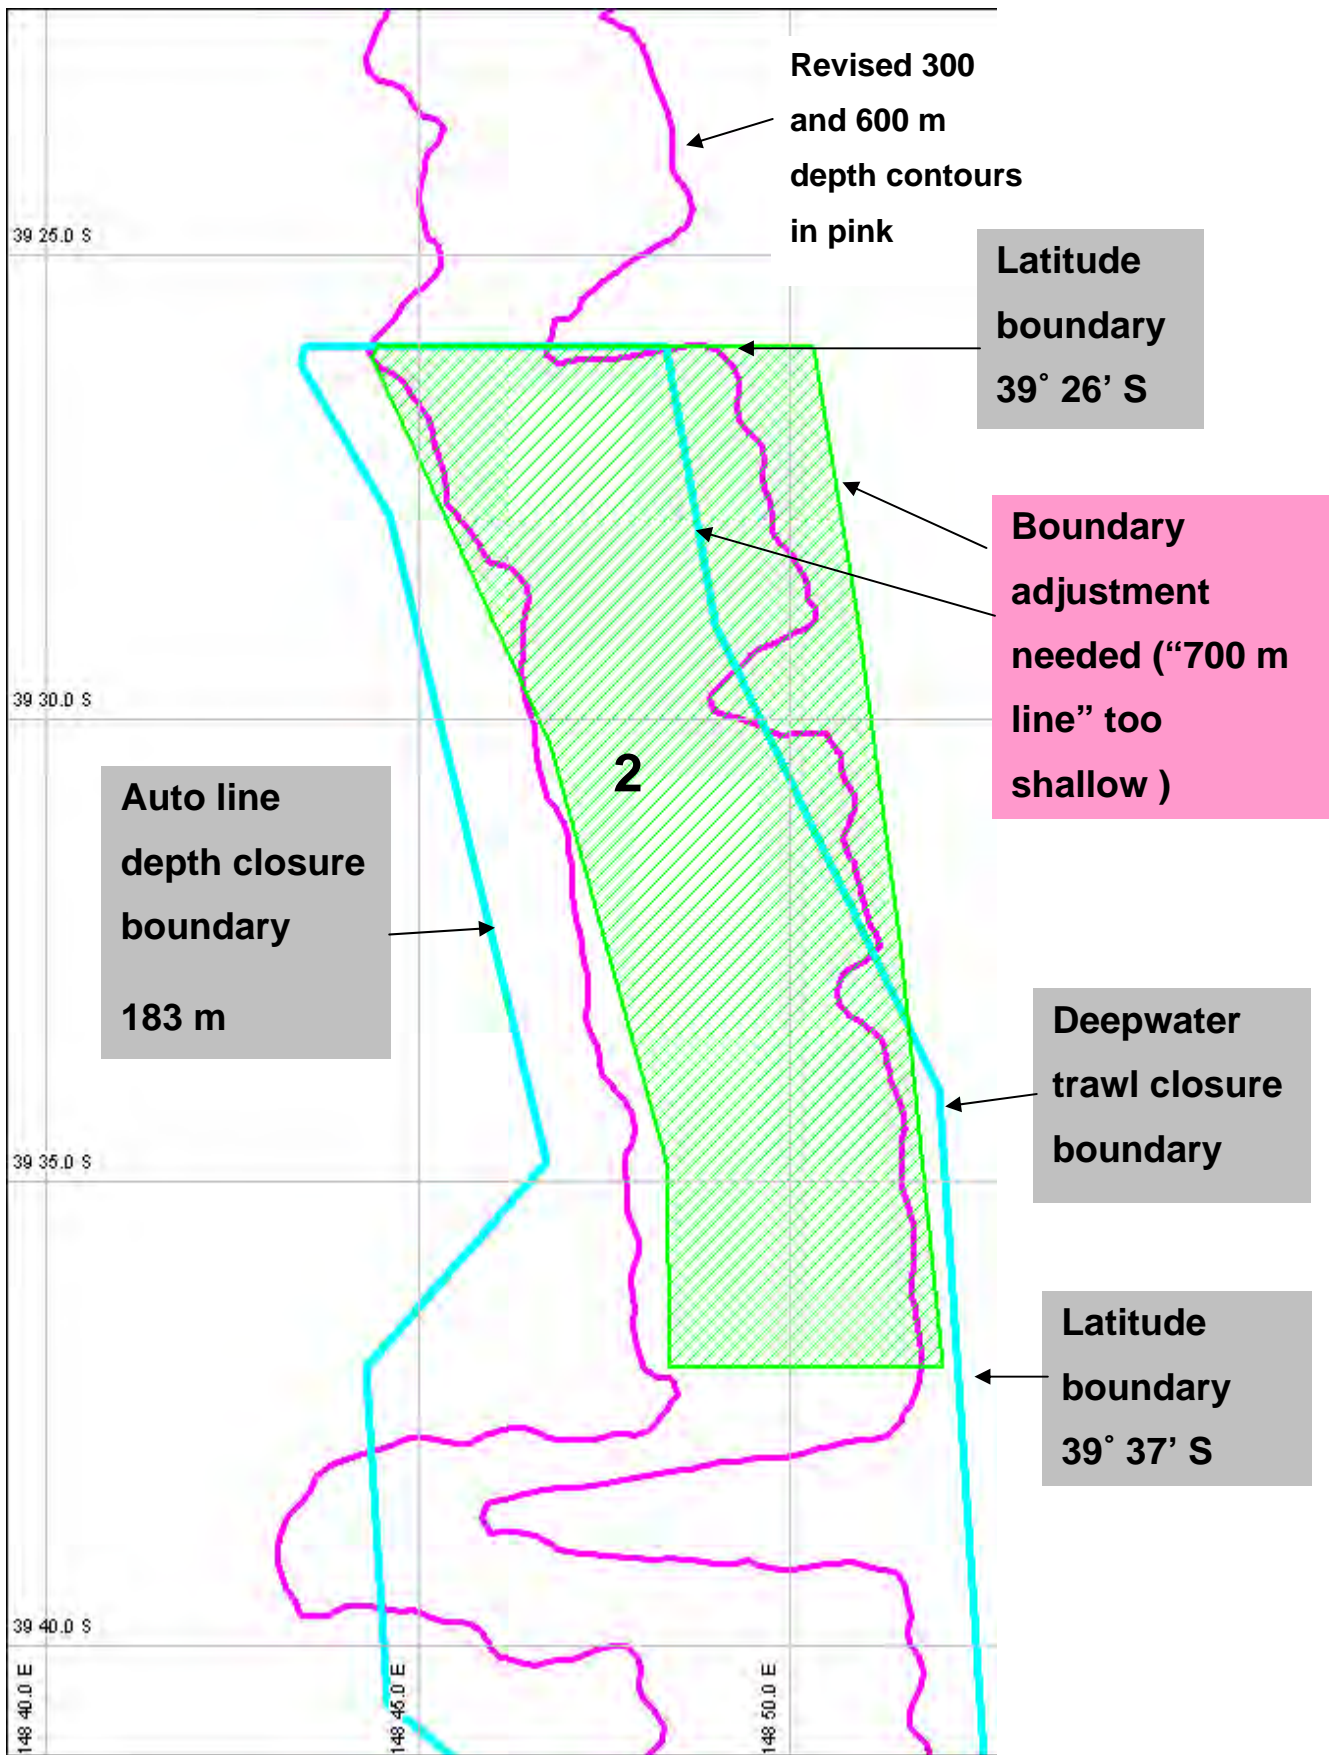 Revised 300
and 600 m
depth contours
in pink
39 25.0 S
Latitude
boundary
39˚ 26’ S
Boundary
adjustment
needed (“700 m
line” too
shallow )
39 30.0 S
2
Auto line
depth closure
boundary
183 m
Deepwater
trawl closure
boundary
39 35.0 S
Latitude
boundary
39˚ 37’ S
39 40.0 S
148 40.0 E
148 45.0 E
148 50.0 E